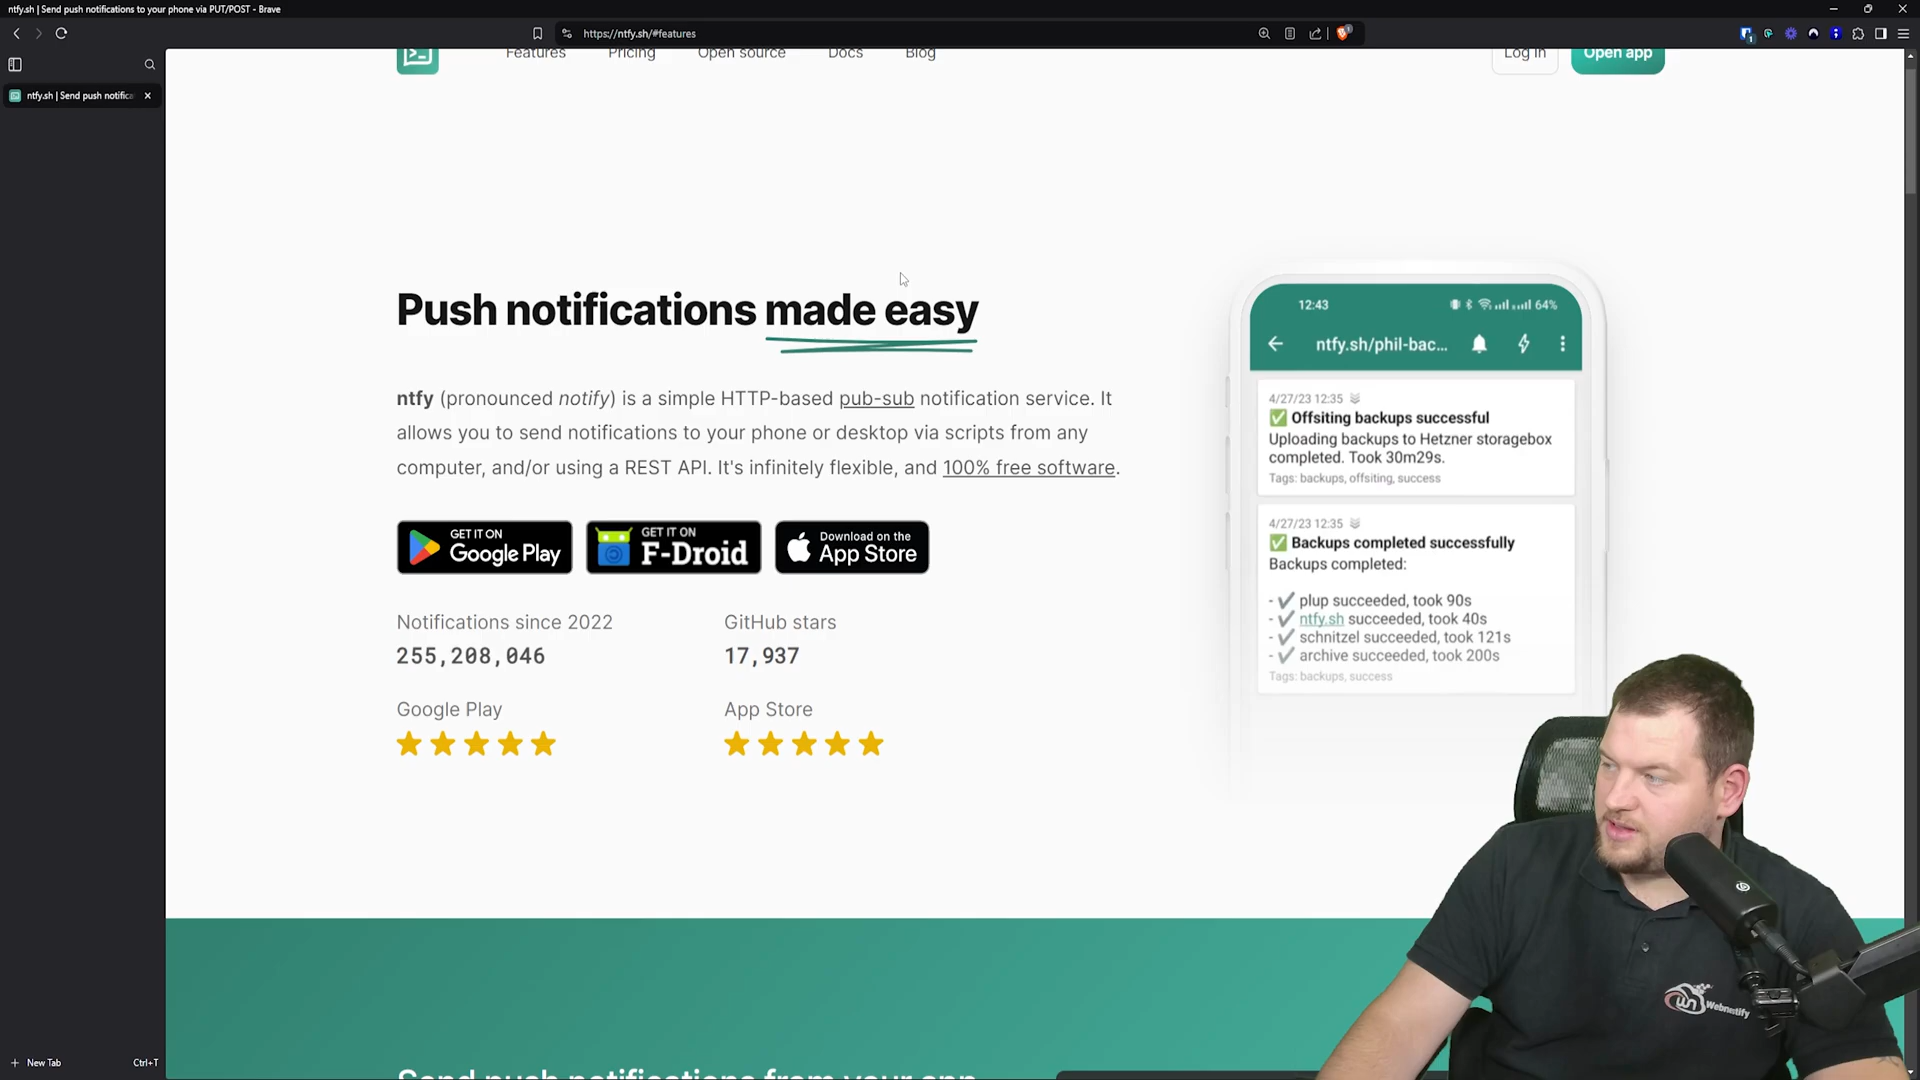 ntfy.sh | Send push notifications to your phone via PUT/POST - Brave
https://ntfy.sh/#features
ntfy.sh | Send push notifica
Features
Pricing
Open source
Docs
Blog
Log in
Open app
Push notifications made easy
ntfy (pronounced notify) is a simple HTTP-based pub-sub notification service. It
allows you to send notifications to your phone or desktop via scripts from any
computer, and/or using a REST API. It's infinitely flexible, and 100% free software.
GET IT ON
Google Play
GET IT ON
F-Droid
Download on the
App Store
Notifications since 2022
255,208,046
GitHub stars
17,937
Google Play
App Store
12:43
64%
ntfy.sh/phil-bac...
4/27/23 12:35
Offsiting backups successful
Uploading backups to Hetzner storagebox
completed. Took 30m29s.
Tags: backups, offsiting, success
4/27/23 12:35
Backups completed successfully
Backups completed:
- ✔ plup succeeded, took 90s
- ✔ ntfy.sh succeeded, took 40s
- ✔ schnitzel succeeded, took 121s
- ✔ archive succeeded, took 200s
Tags: backups, success
Send push notifications from your app
New Tab
Ctrl+T